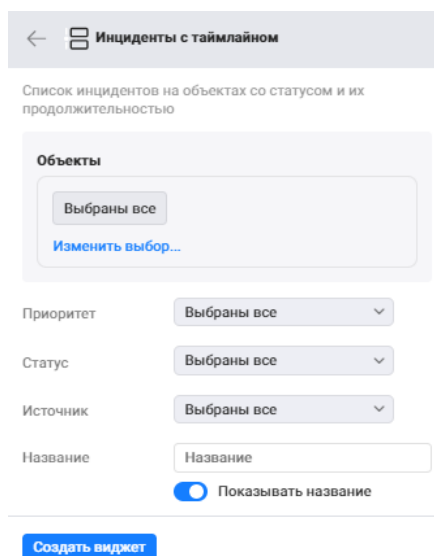 Инциденты с таймлайном
Список инцидентов на объектах со статусом и их
продолжительностью
Объекты
Выбраны все
Изменить выбор...
Приоритет Выбраны все
Статус Выбраны все
Источник Выбраны все
Название Название
Показывать название
Создать виджет